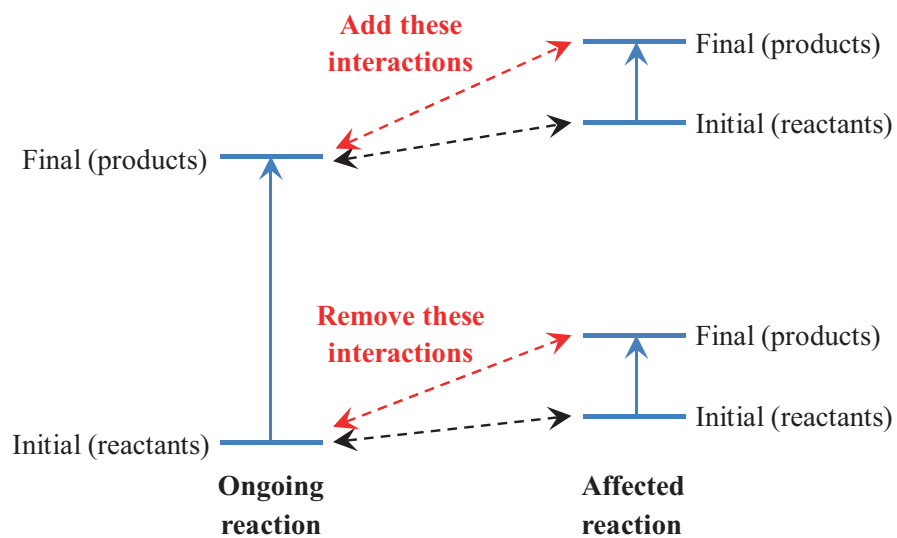 Add these
interactions
Final (products)
Initial (reactants)
Final (products)
Remove these
interactions
Final (products)
Initial (reactants)
Initial (reactants)
Ongoing
reaction
Affected
reaction